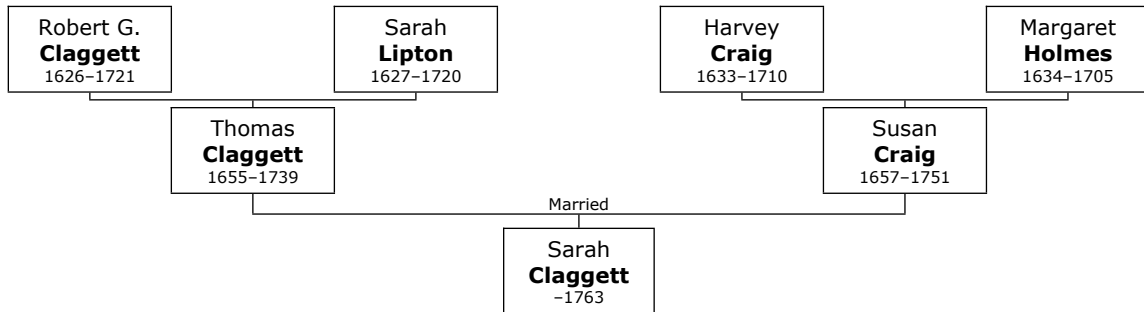 Robert G.
Claggett
1626–1721
Sarah
Lipton
1627–1720
Harvey
Craig
1633–1710
Margaret
Holmes
1634–1705
Thomas
Claggett
1655–1739
Susan
Craig
1657–1751
Married
Sarah
Claggett
–1763